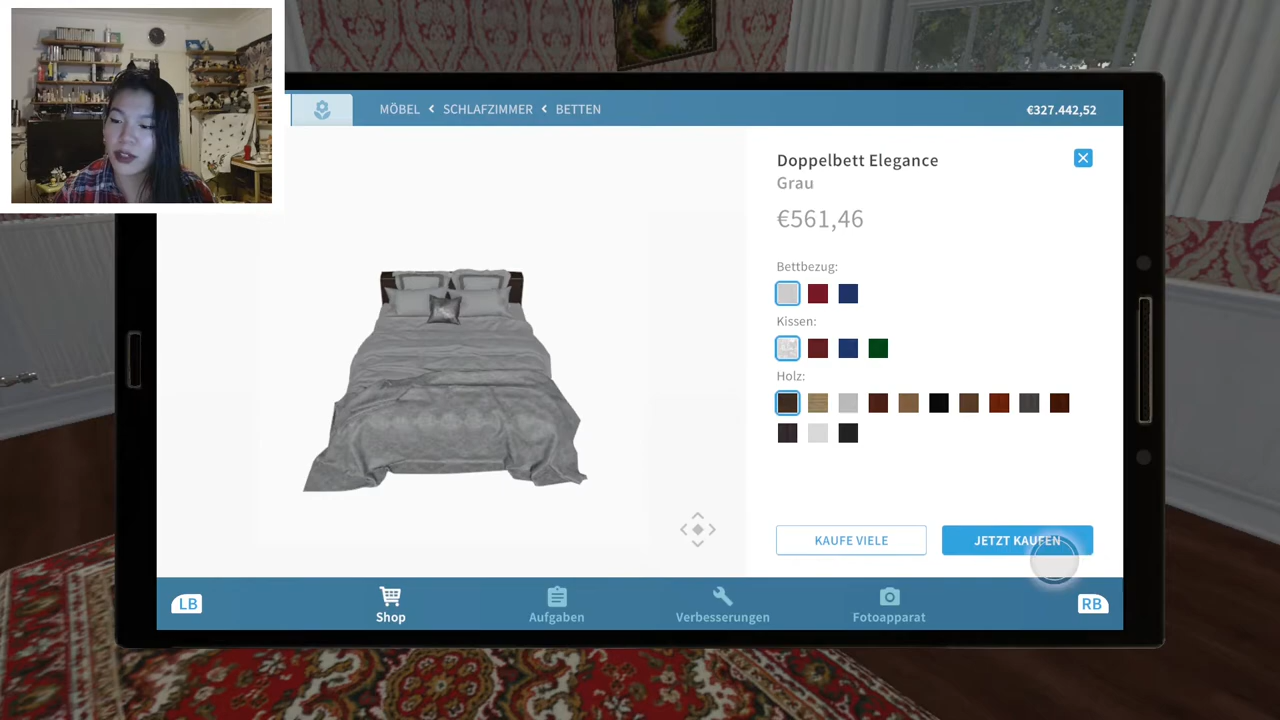 MÖBEL < SCHLAFZIMMER < BETTEN
€327.442,52
Doppelbett Elegance
Grau
€561,46
Bettbezug:
Kissen:
Holz:
KAUFE VIELE
JETZT KAUFEN
LB
Shop
Aufgaben
Verbesserungen
Fotoapparat
RB